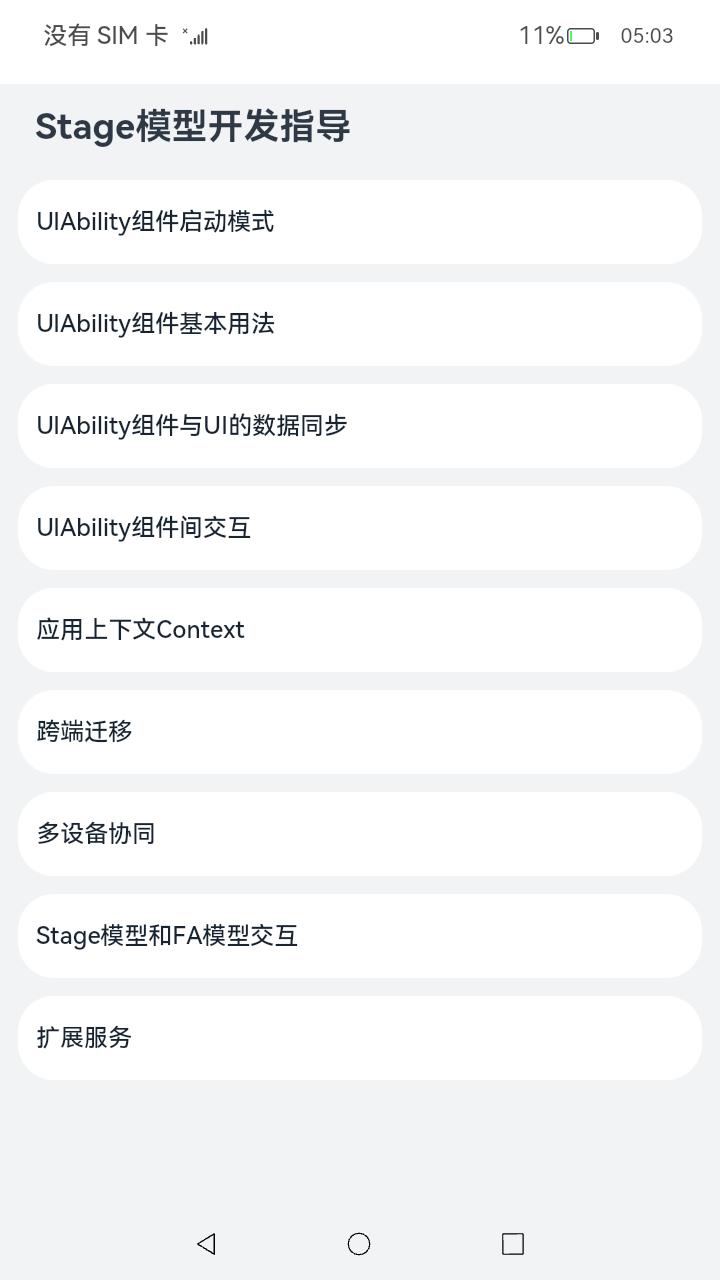 没有 SIM 卡 11% 05:03
Stage模型开发指导
UIAbility组件启动模式
UIAbility组件基本用法
UIAbility组件与UI的数据同步
UIAbility组件间交互
应用上下文Context
跨端迁移
多设备协同
Stage模型和FA模型交互
扩展服务